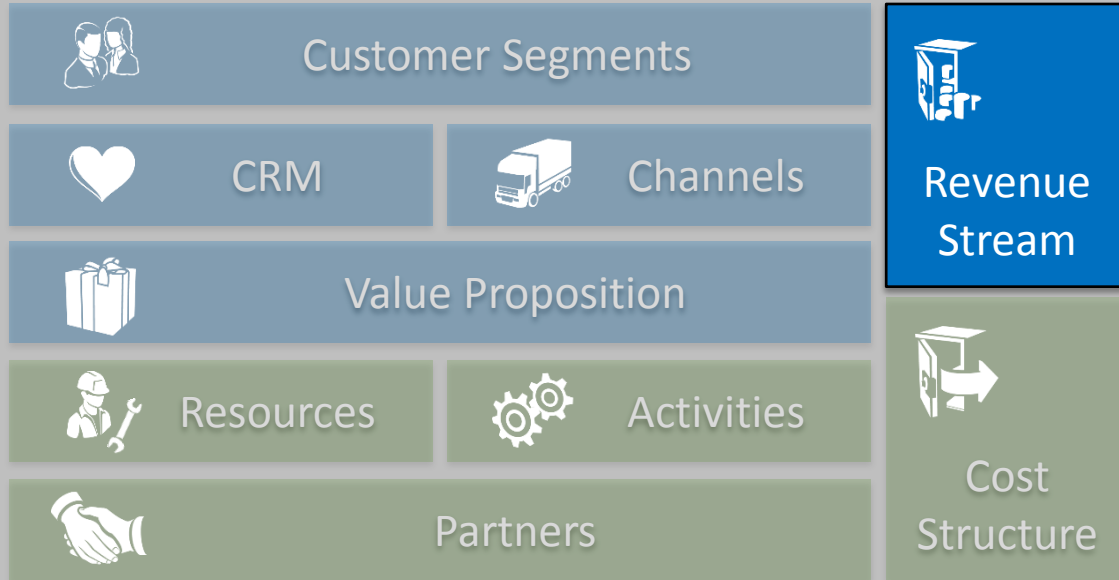 Customer Segments
CRM
Channels
Value Proposition
Resources
Activities
Partners
Revenue
Stream
Cost
Structure